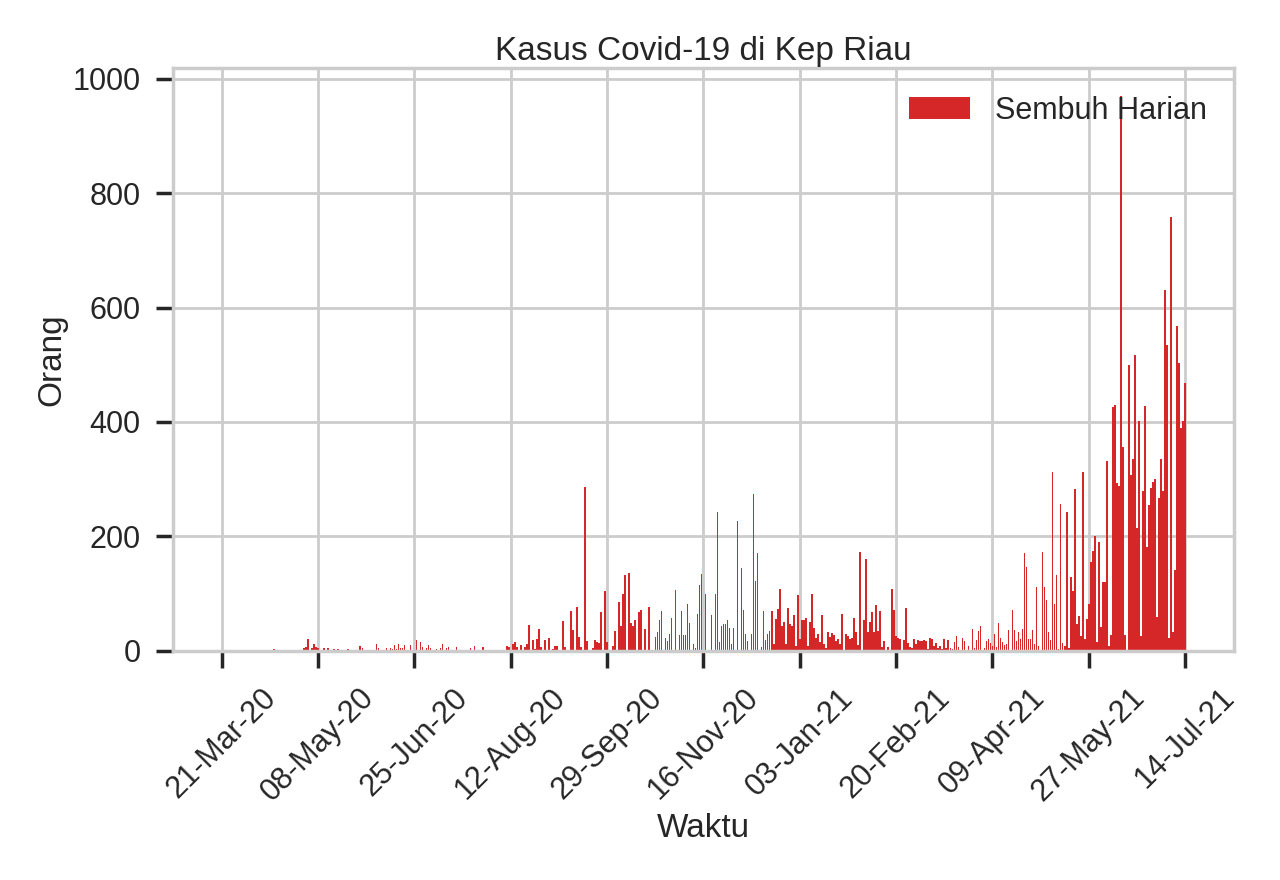 Kasus Covid-19 di Kep Riau
Sembuh Harian
Orang
1000
800
600
400
200
0
21-Mar-20
08-May-20
25-Jun-20
12-Aug-20
29-Sep-20
16-Nov-20
03-Jan-21
20-Feb-21
09-Apr-21
27-May-21
14-Jul-21
Waktu